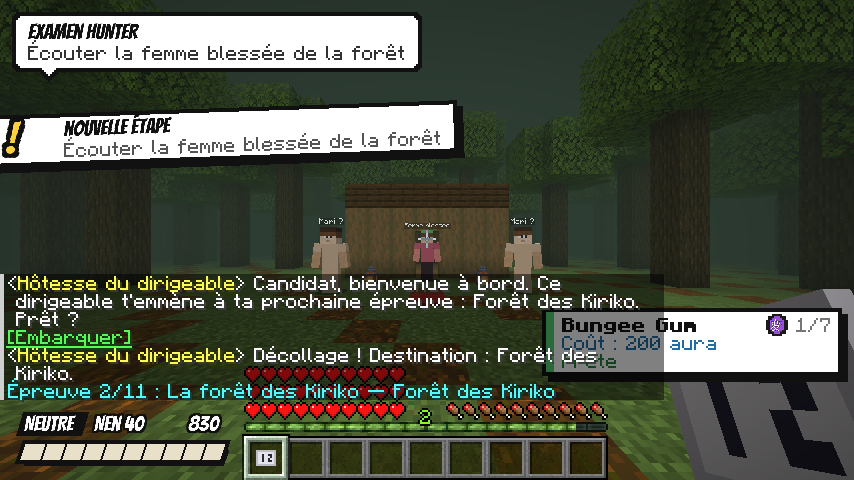 EXAMEN HUNTER
Écouter la femme blessée de la forêt
NOUVELLE ÉTAPE
Écouter la femme blessée de la forêt
Mari ?
Femme blessée
Mari ?
<Hôtesse du dirigeable> Candidat, bienvenue à bord. Ce
dirigeable t'emmène à ta prochaine épreuve : Forêt des Kiriko.
Prêt ?
[Embarquer]
<Hôtesse du dirigeable> Décollage ! Destination : Forêt des
Kiriko.
Épreuve 2/11 : La forêt des Kiriko — Forêt des Kiriko
Bungee Gum
1/7
Coût : 200 aura
Prête
NEUTRE
NEN 40
830
2
12